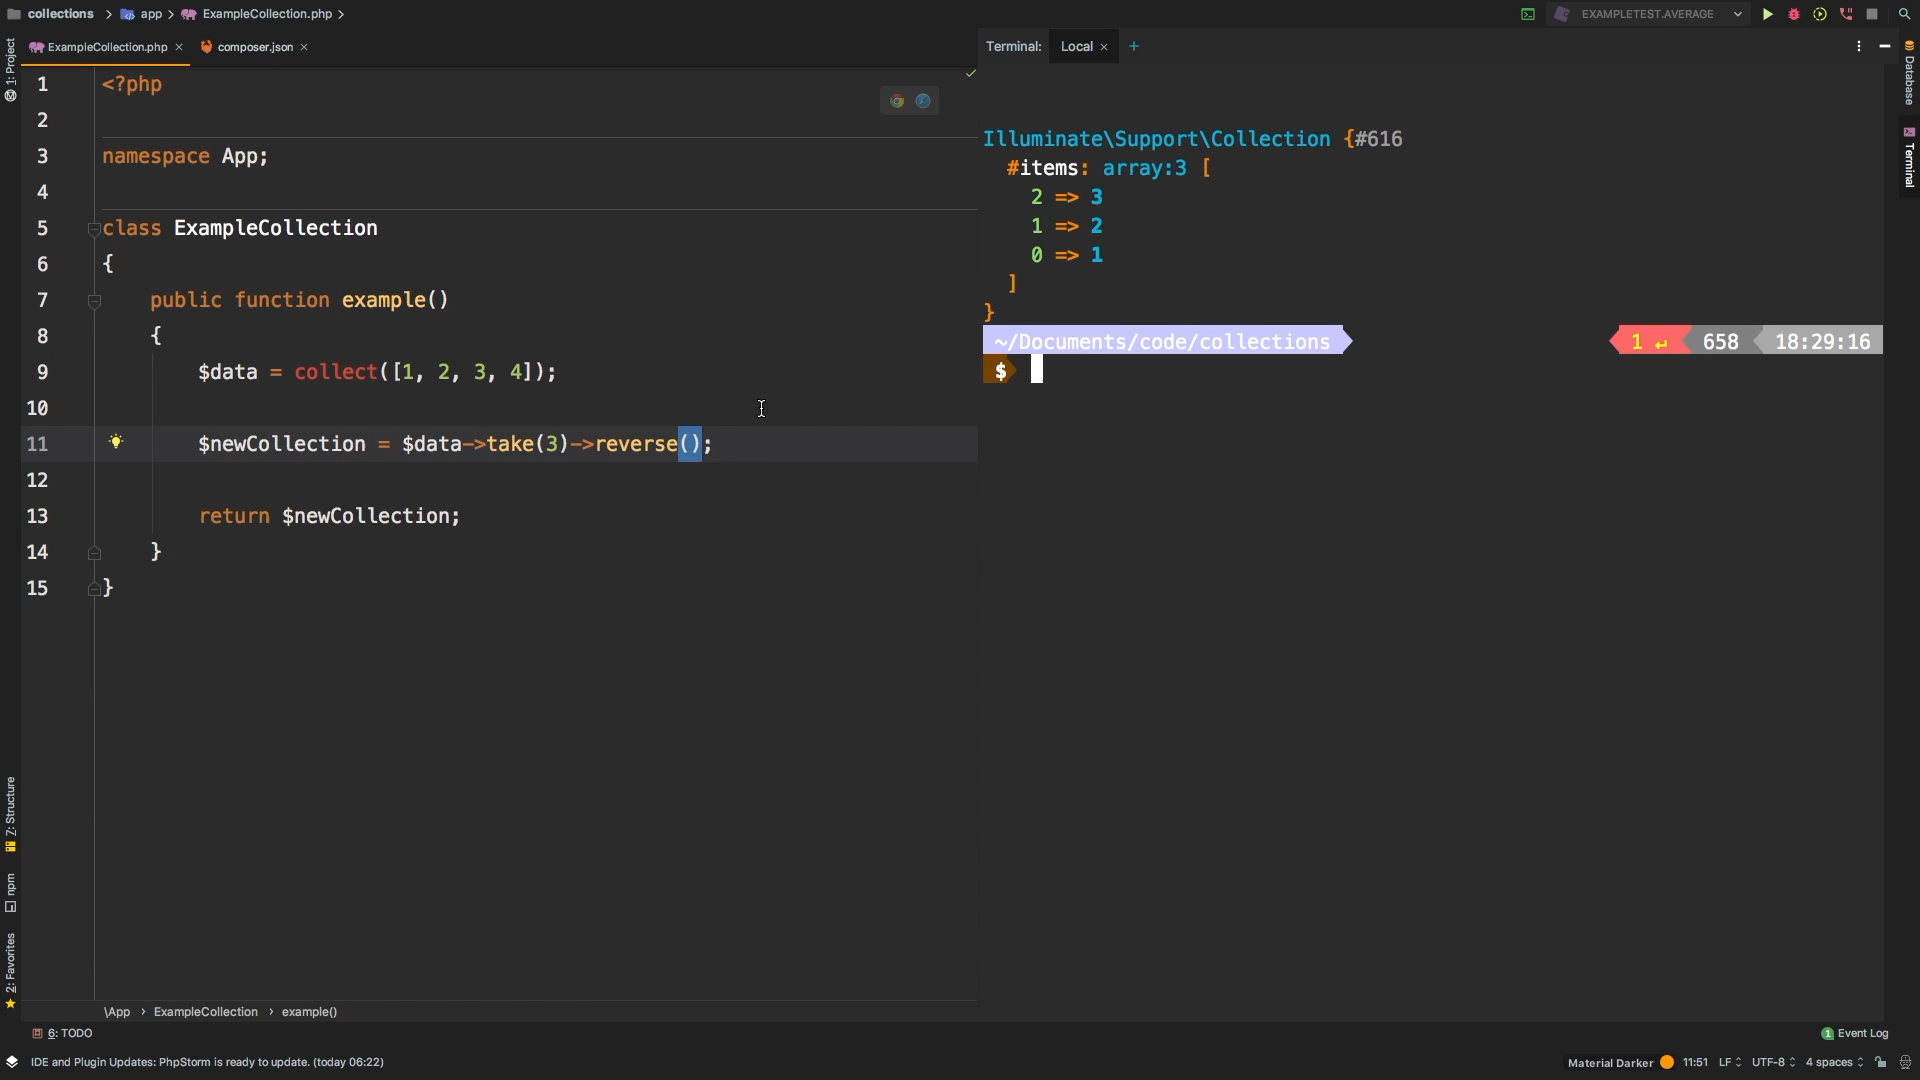 collections app ExampleCollection.php
EXAMPLETEST.AVERAGE
ExampleCollection.php composer.json
1: Project
1 <?php
2
3 namespace App;
4
5 class ExampleCollection
6 {
7 public function example()
8 {
9 $data = collect([1, 2, 3, 4]);
10
11 $newCollection = $data->take(3)->reverse();
12
13 return $newCollection;
14 }
15 }
Z: Structure
npm
2: Favorites
\App › ExampleCollection › example()
Terminal: Local
Illuminate\Support\Collection {#616
#items: array:3 [
2 => 3
1 => 2
0 => 1
]
}
~/Documents/code/collections 1 ↵ 658 18:29:16
$
Database
Terminal
6: TODO
1 Event Log
IDE and Plugin Updates: PhpStorm is ready to update. (today 06:22)
Material Darker 11:51 LF UTF-8 4 spaces